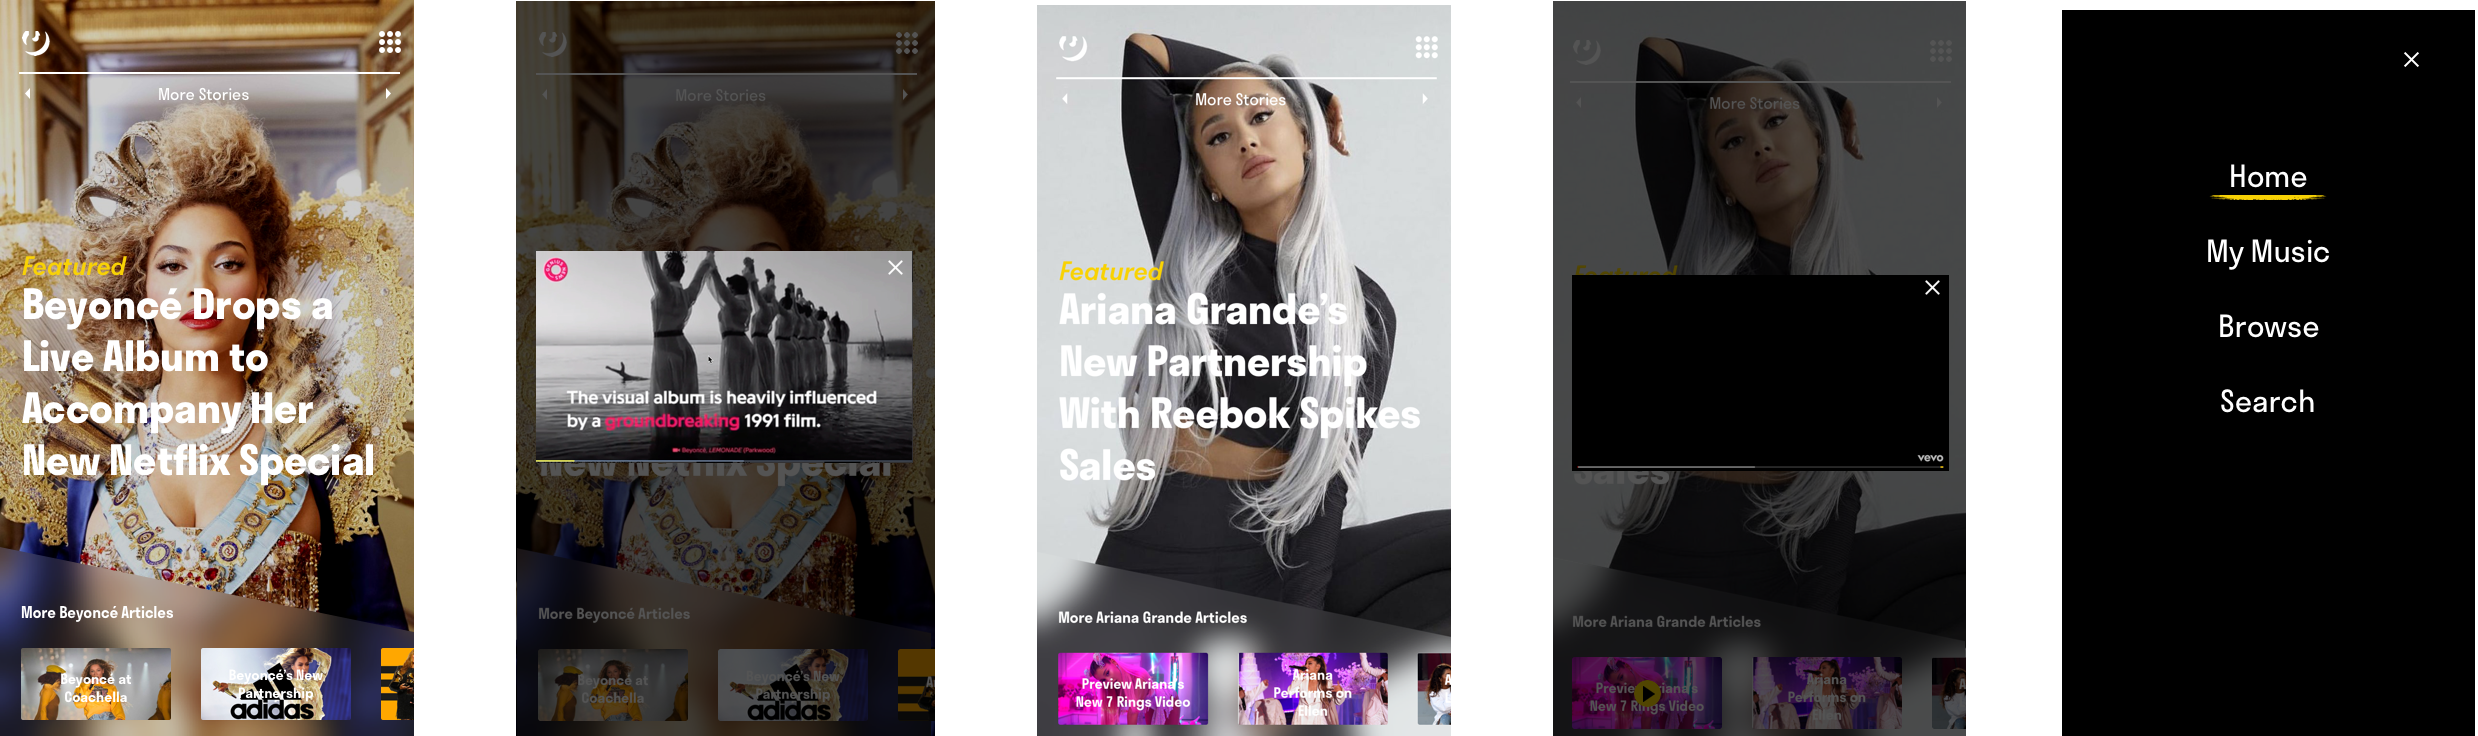 More Stories
Featured
Beyoncé Drops a
Live Album to
Accompany Her
New Netflix Special
More Beyoncé Articles
Beyoncé at
Coachella
Beyoncé's New
Partnership
adidas
More Stories
The visual album is heavily influenced
by a groundbreaking 1991 film.
Beyoncé, LEMONADE (Parkwood)
New Netflix Special
More Beyoncé Articles
Beyoncé at
Coachella
Beyoncé's New
Partnership
adidas
More Stories
Featured
Ariana Grande's
New Partnership
With Reebok Spikes
Sales
More Ariana Grande Articles
Preview Ariana's
New 7 Rings Video
Ariana
Performs on
Ellen
More Stories
Featured
vevo
Sales
More Ariana Grande Articles
Preview Ariana's
New 7 Rings Video
Ariana
Performs on
Ellen
Home
My Music
Browse
Search